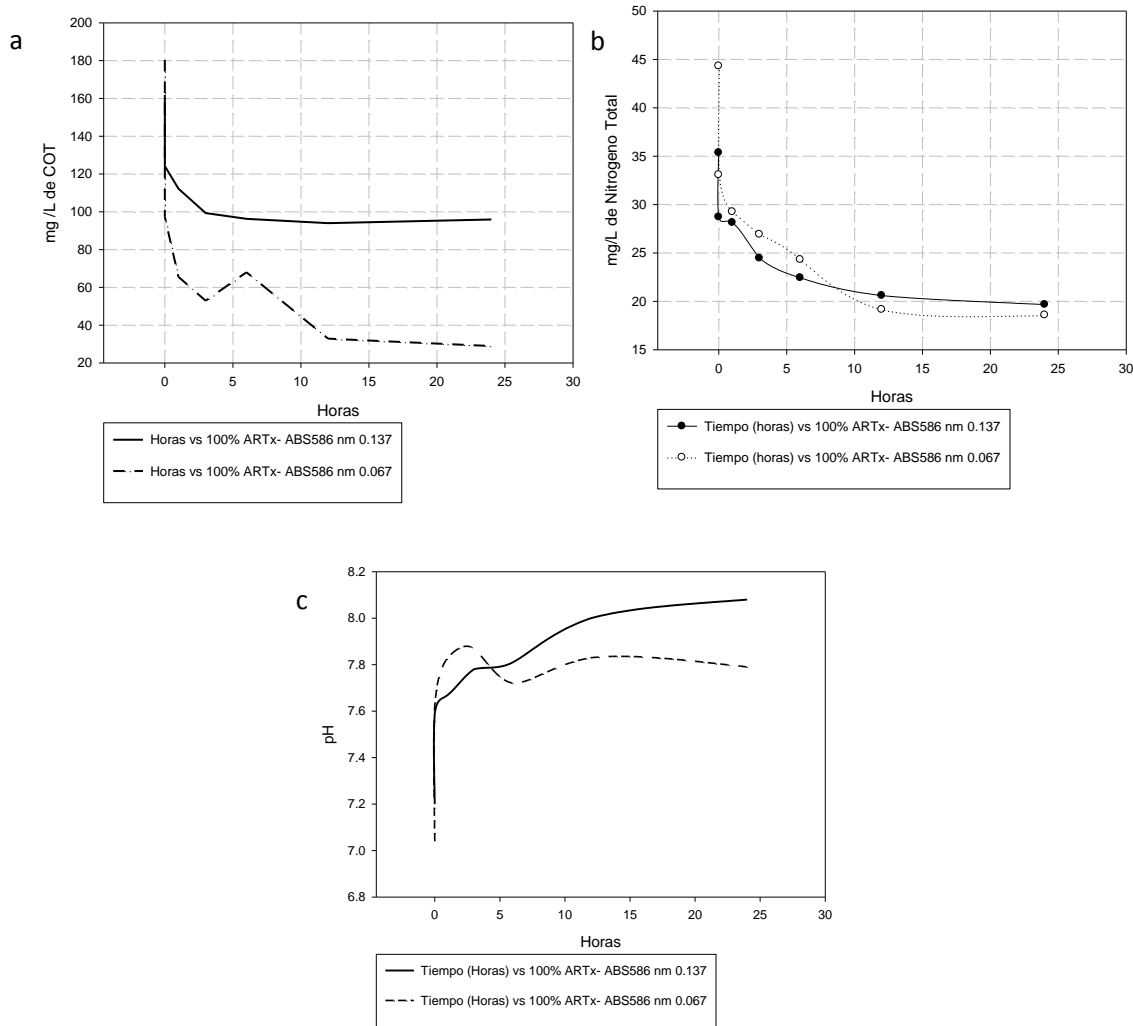 a
180
160
140
120
100
80
60
40
20
mg /L de COT
0 5 10 15 20 25 30
Horas
Horas vs 100% ARTx- ABS586 nm 0.137
Horas vs 100% ARTx- ABS586 nm 0.067
b
50
45
40
35
30
25
20
15
mg/L de Nitrogeno Total
0 5 10 15 20 25 30
Horas
Tiempo (horas) vs 100% ARTx- ABS586 nm 0.137
Tiempo (horas) vs 100% ARTx- ABS586 nm 0.067
c
8.2
8.0
7.8
7.6
7.4
7.2
7.0
6.8
pH
0 5 10 15 20 25 30
Horas
Tiempo (Horas) vs 100% ARTx- ABS586 nm 0.137
Tiempo (Horas) vs 100% ARTx- ABS586 nm 0.067